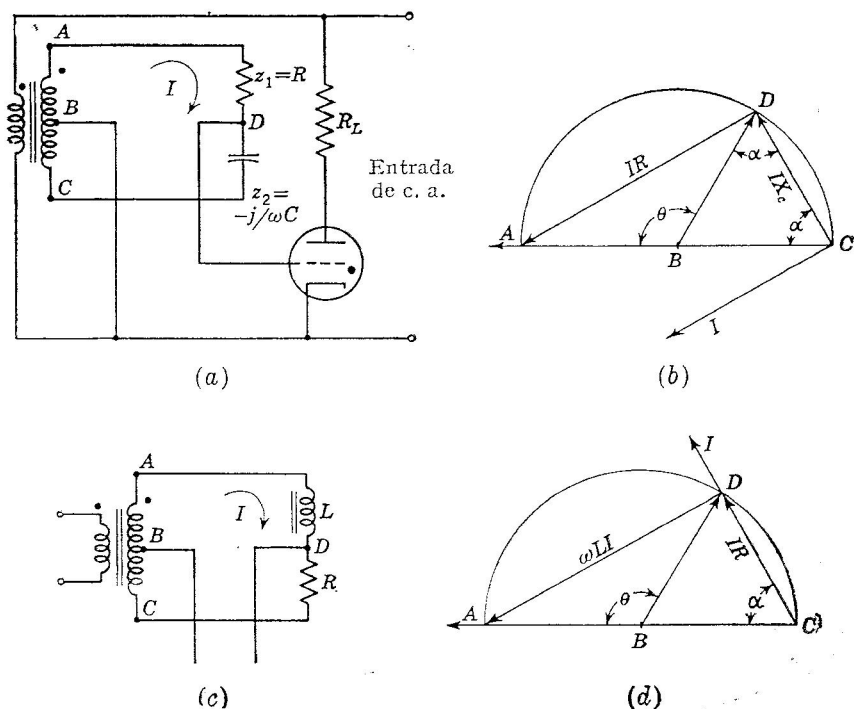 A
I
z₁=R
B
D
R_L
C
z₂=
-j/ωC
Entrada
de c. a.
(a)
D
IR
α
IX_c
θ
α
A
B
C
I
(b)
A
I
L
B
D
R
C
(c)
I
D
ωLI
IR
θ
α
A
B
C
(d)